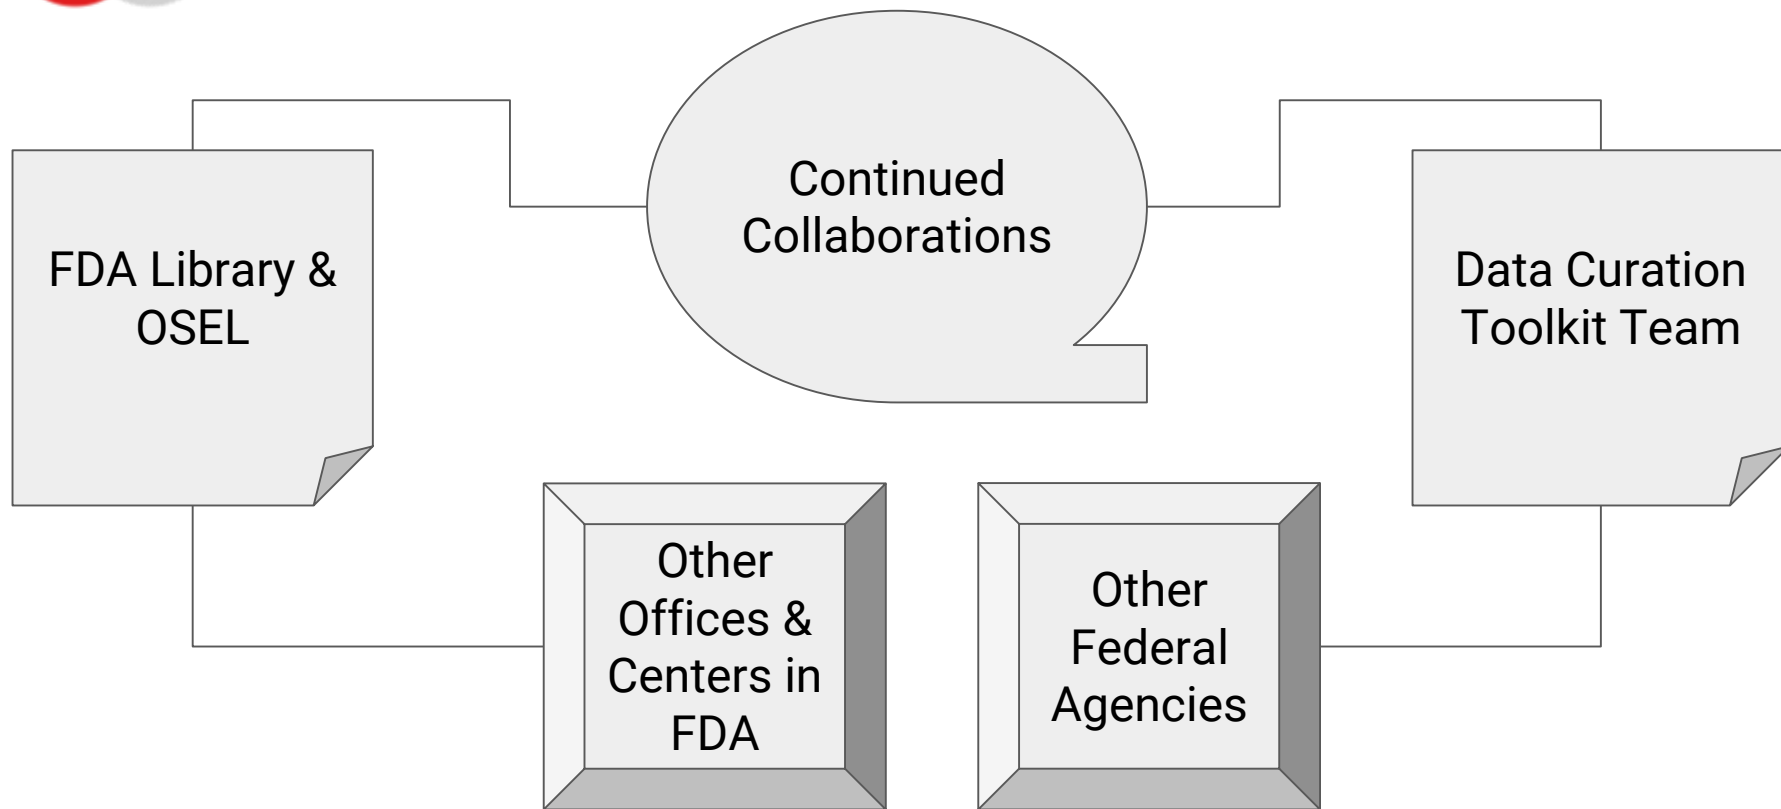 Continued
Collaborations
FDA Library &
OSEL
Data Curation
Toolkit Team
Other
Offices &
Centers in
FDA
Other
Federal
Agencies